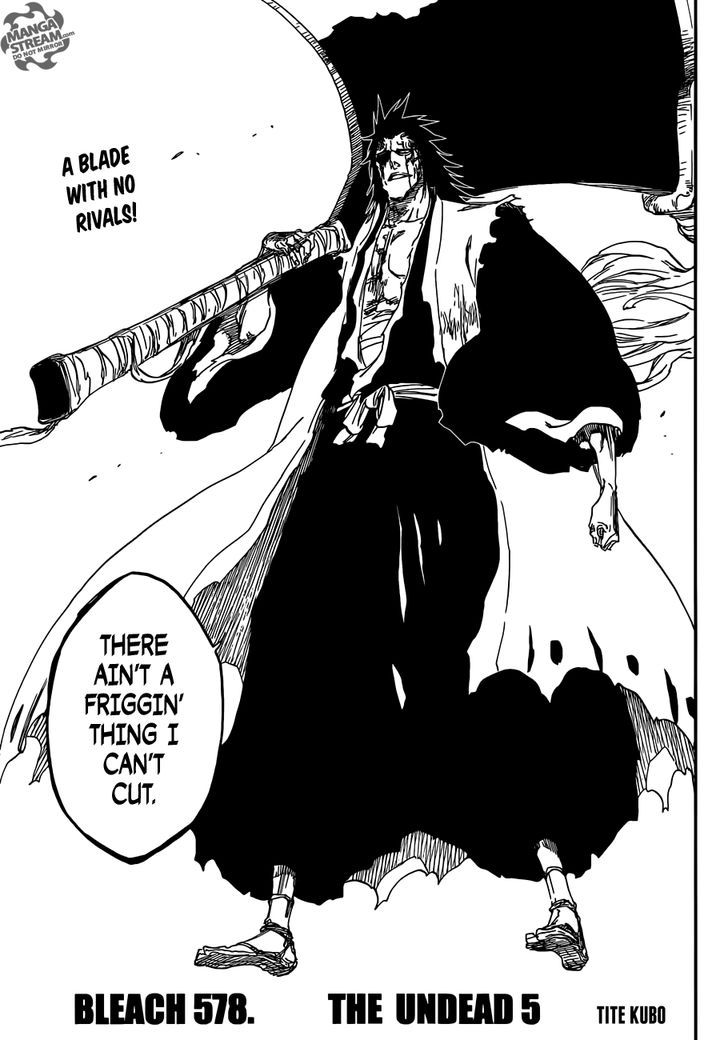 MANGA
STREAM.com
DO NOT MIRROR
A BLADE
WITH NO
RIVALS!
THERE
AIN'T A
FRIGGIN'
THING I
CAN'T
CUT.
BLEACH 578. THE UNDEAD 5 TITE KUBO